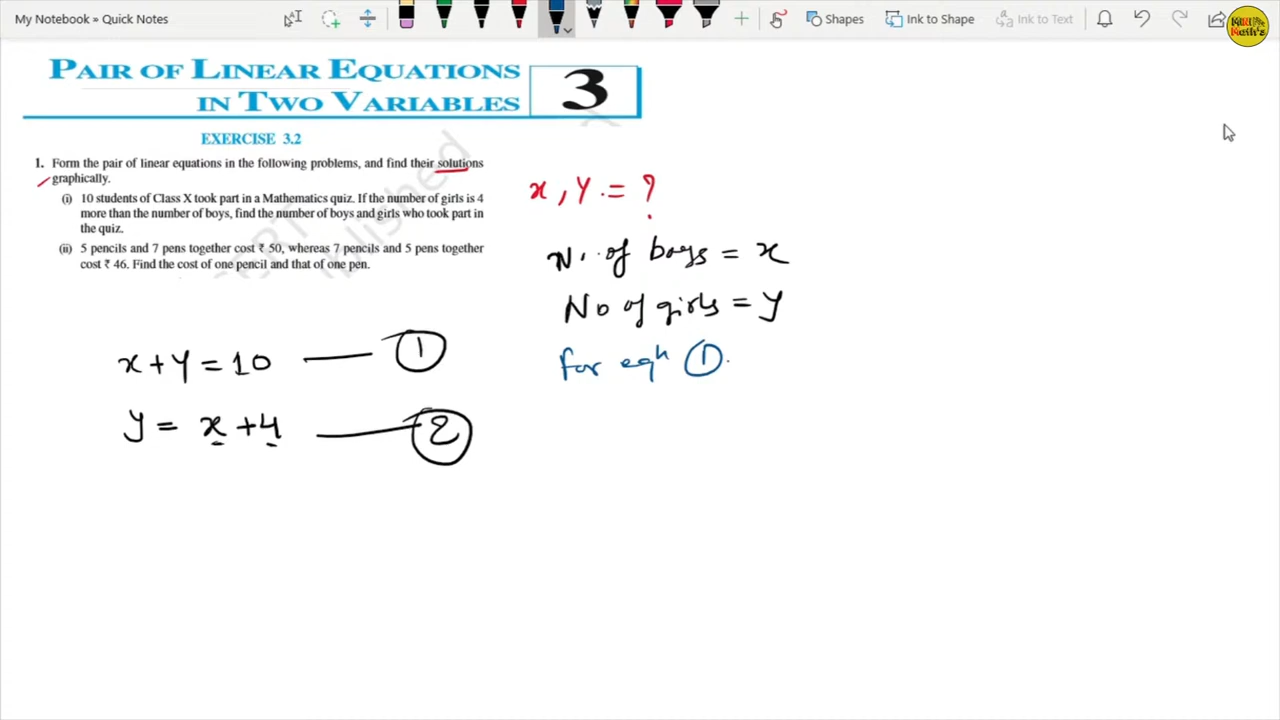 My Notebook » Quick Notes
Shapes
Ink to Shape
Ink to Text
PAIR OF LINEAR EQUATIONS
IN TWO VARIABLES
3
EXERCISE 3.2
1. Form the pair of linear equations in the following problems, and find their solutions
graphically.
(i) 10 students of Class X took part in a Mathematics quiz. If the number of girls is 4
more than the number of boys, find the number of boys and girls who took part in
the quiz.
(ii) 5 pencils and 7 pens together cost ₹ 50, whereas 7 pencils and 5 pens together
cost ₹ 46. Find the cost of one pencil and that of one pen.
x, y = ?
N. of boys = x
No of girls = y
x + y = 10 —— ①
for eqn ①.
y = x + 4 —— ②